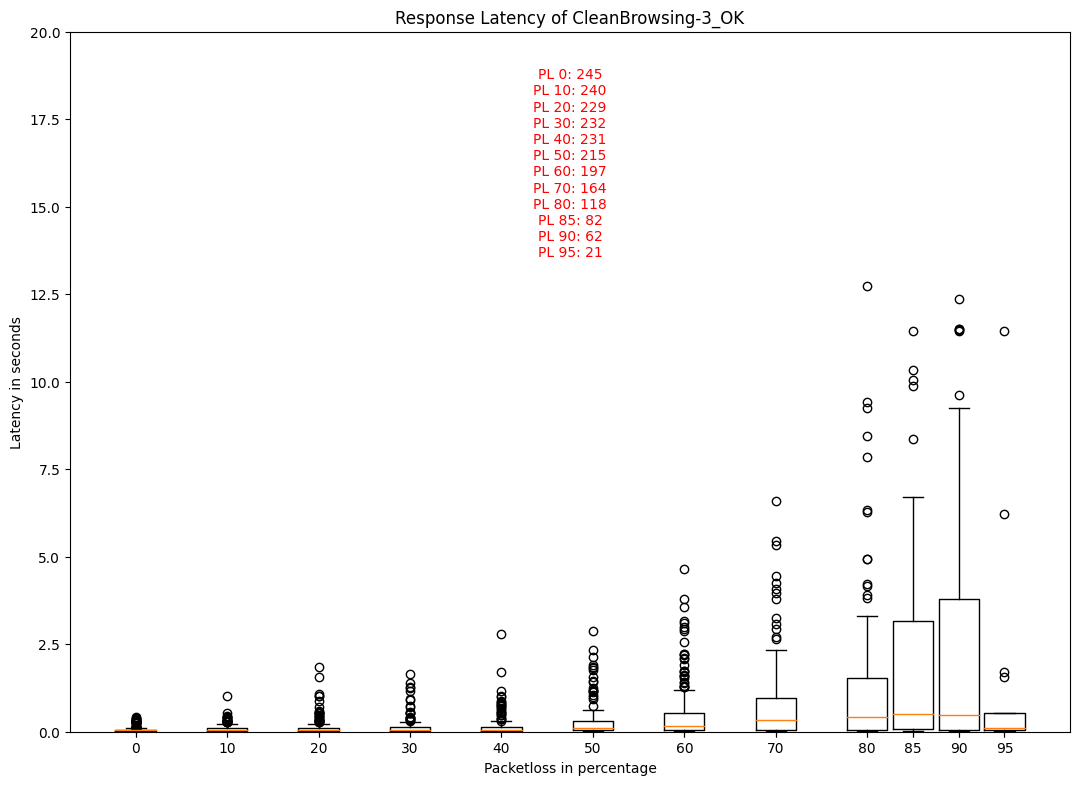 Response Latency of CleanBrowsing-3_OK
20.0
17.5
15.0
12.5
10.0
7.5
5.0
2.5
0.0
Latency in seconds
PL 0: 245
PL 10: 240
PL 20: 229
PL 30: 232
PL 40: 231
PL 50: 215
PL 60: 197
PL 70: 164
PL 80: 118
PL 85: 82
PL 90: 62
PL 95: 21
0 10 20 30 40 50 60 70 80 85 90 95
Packetloss in percentage